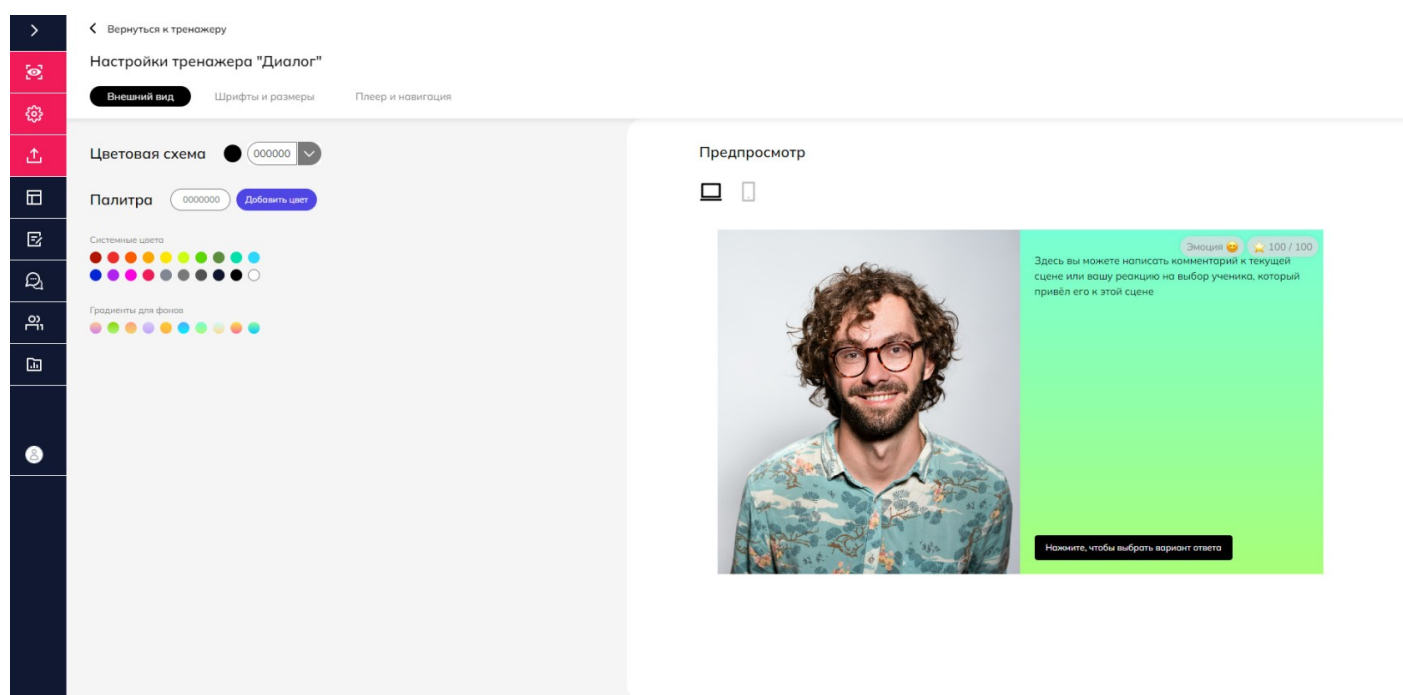 Вернуться к тренажеру
Настройки тренажера "Диалог"
Внешний вид
Шрифты и размеры
Плеер и навигация
Цветовая схема
000000
Палитра
0000000
Добавить цвет
Системные цвета
Градиенты для фонов
Предпросмотр
Эмоция 😊
⭐ 100 / 100
Здесь вы можете написать комментарий к текущей
сцене или вашу реакцию на выбор ученика, который
привёл его к этой сцене
Нажмите, чтобы выбрать вариант ответа